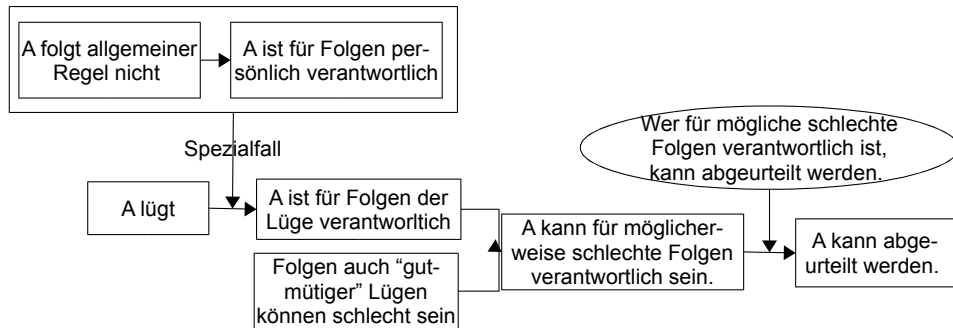 A folgt allgemeiner
Regel nicht
A ist für Folgen per-
sönlich verantwortlich
Spezialfall
Wer für mögliche schlechte
Folgen verantwortlich ist,
kann abgeurteilt werden.
A lügt
A ist für Folgen der
Lüge verantworltich
Folgen auch “gut-
mütiger” Lügen
können schlecht sein
A kann für möglicher-
weise schlechte Folgen
verantwortlich sein.
A kann abge-
urteilt werden.